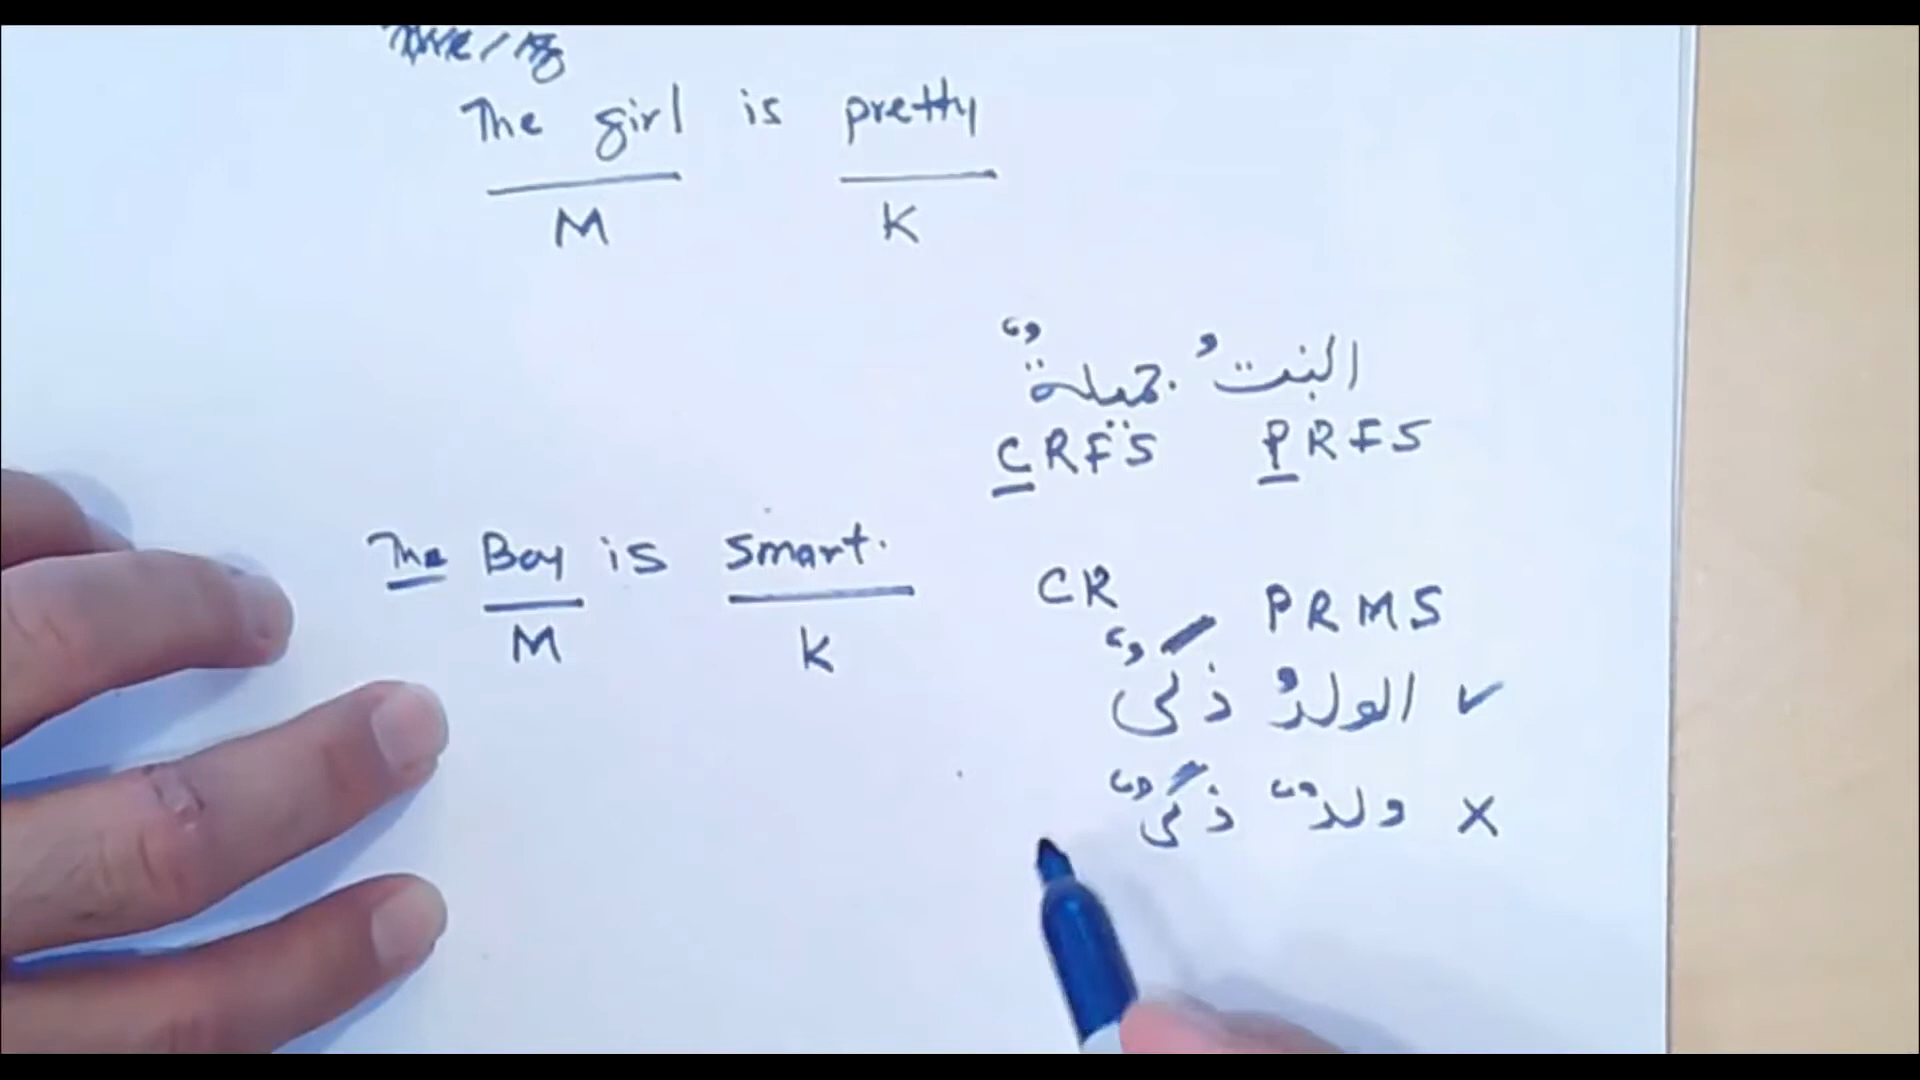 The girl is pretty
M K
البنتُ جميلةٌ
CRFS PRFS
The Boy is smart.
M K
CR PRMS
الولدُ ذكيٌ ✓
ولدٌ ذكيٌ X